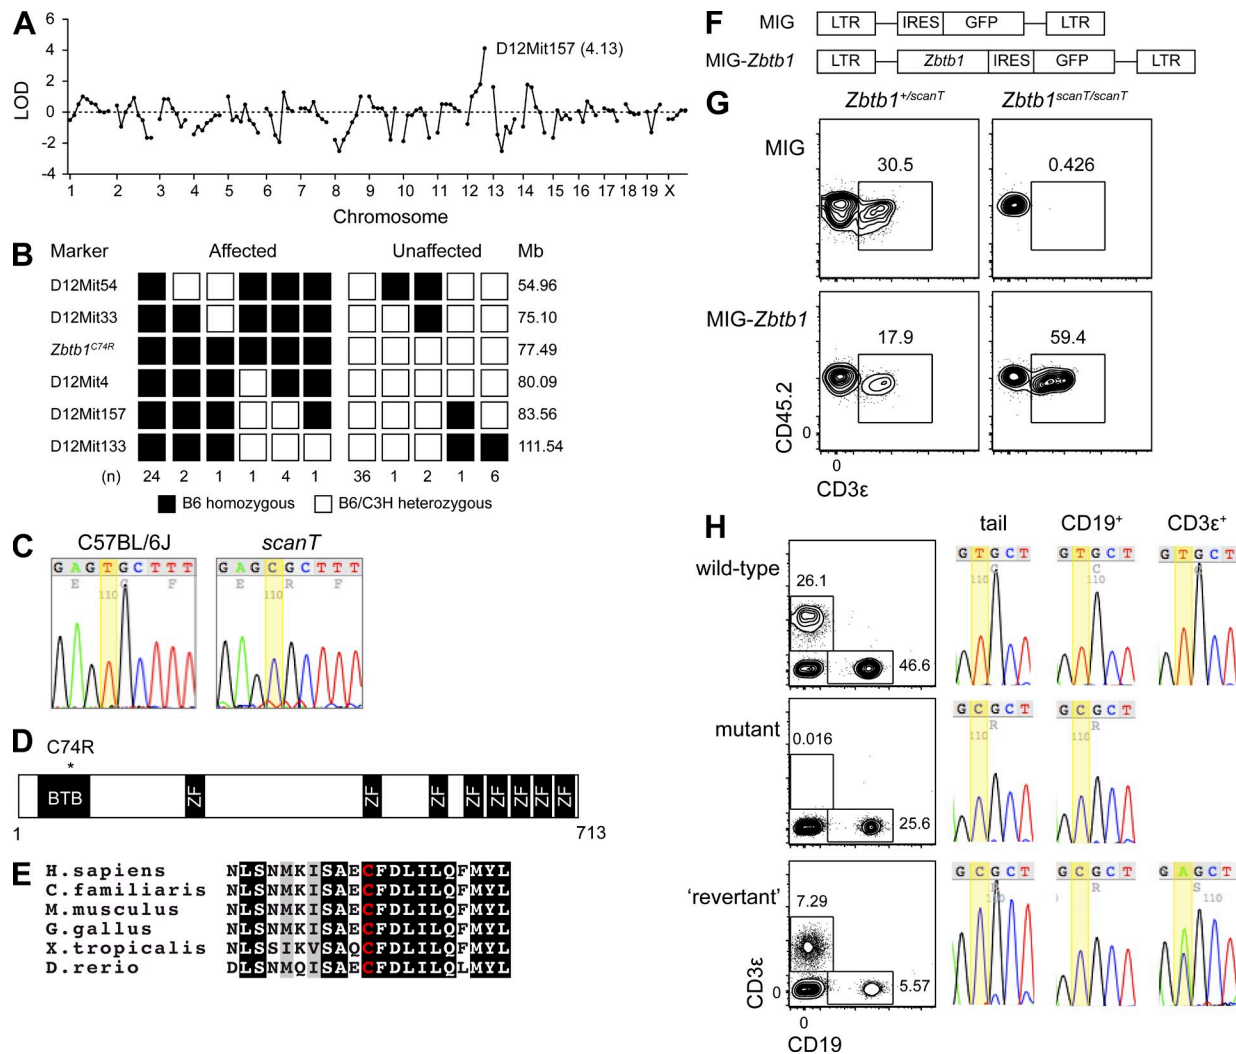 A
6
4
2
0
-2
-4
LOD
D12Mit157 (4.13)
1 2 3 4 5 6 7 8 9 10 11 12 13 14 15 16 17 18 19 X
Chromosome
B
Marker Affected Unaffected Mb
D12Mit54 54.96
D12Mit33 75.10
Zbtb1C74R 77.49
D12Mit4 80.09
D12Mit157 83.56
D12Mit133 111.54
(n) 24 2 1 1 4 1 36 1 2 1 6
B6 homozygous B6/C3H heterozygous
C
C57BL/6J scanT
G A G T G C T T T G A G C G C T T T
E C F E R F
110 110
D
C74R
*
BTB ZF ZF ZF ZF ZF ZF ZF ZF
1 713
E
H.sapiens NLSNMKISAECFDLILQFMYL
C.familiaris NLSNMKISAECFDLILQFMYL
M.musculus NLSNMKISAECFDLILQFMYL
G.gallus NLSNMKISAECFDLILQFMYL
X.tropicalis NLSSIKVSAQCFDLILQFMYL
D.rerio DLSNMQISAECFDLILQLMYL
F
MIG LTR IRES GFP LTR
MIG-Zbtb1 LTR Zbtb1 IRES GFP LTR
G
Zbtb1+/scanT Zbtb1scanT/scanT
MIG
30.5 0.426
MIG-Zbtb1
17.9 59.4
CD45.2
0
0
CD3ε
H
tail CD19+ CD3ε+
wild-type
26.1
46.6
G T G C T G T G C T G T G C T
C
110 110 110
mutant
0.016
25.6
G C G C T G C G C T
R R
110 110
'revertant'
7.29
5.57
G C G C T G C G C T G A G C T
R R S
110 110
CD3ε
0
0
CD19